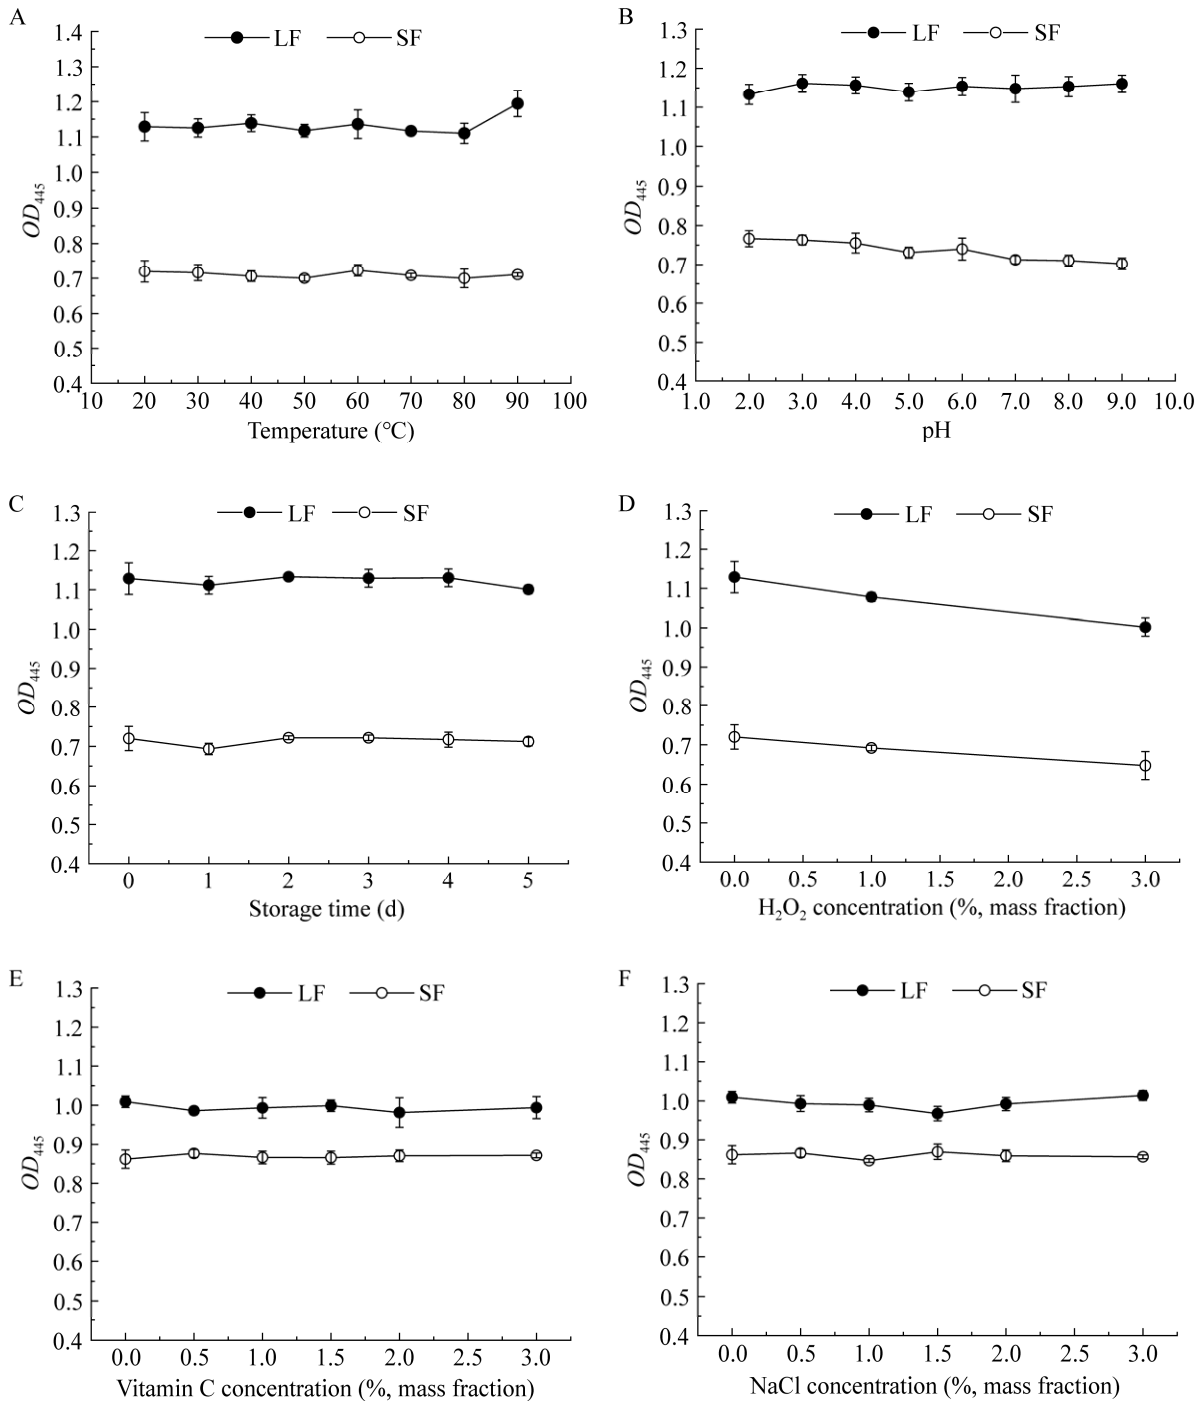 A
LF SF
1.4
1.3
1.2
1.1
1.0
0.9
0.8
0.7
0.6
0.5
0.4
OD445
10 20 30 40 50 60 70 80 90 100
Temperature (℃)
B
LF SF
1.3
1.2
1.1
1.0
0.9
0.8
0.7
0.6
0.5
0.4
OD445
1.0 2.0 3.0 4.0 5.0 6.0 7.0 8.0 9.0 10.0
pH
C
LF SF
1.3
1.2
1.1
1.0
0.9
0.8
0.7
0.6
0.5
0.4
OD445
0 1 2 3 4 5
Storage time (d)
D
LF SF
1.3
1.2
1.1
1.0
0.9
0.8
0.7
0.6
0.5
0.4
OD445
0.0 0.5 1.0 1.5 2.0 2.5 3.0
H2O2 concentration (%, mass fraction)
E
LF SF
1.3
1.2
1.1
1.0
0.9
0.8
0.7
0.6
0.5
0.4
OD445
0.0 0.5 1.0 1.5 2.0 2.5 3.0
Vitamin C concentration (%, mass fraction)
F
LF SF
1.3
1.2
1.1
1.0
0.9
0.8
0.7
0.6
0.5
0.4
OD445
0.0 0.5 1.0 1.5 2.0 2.5 3.0
NaCl concentration (%, mass fraction)